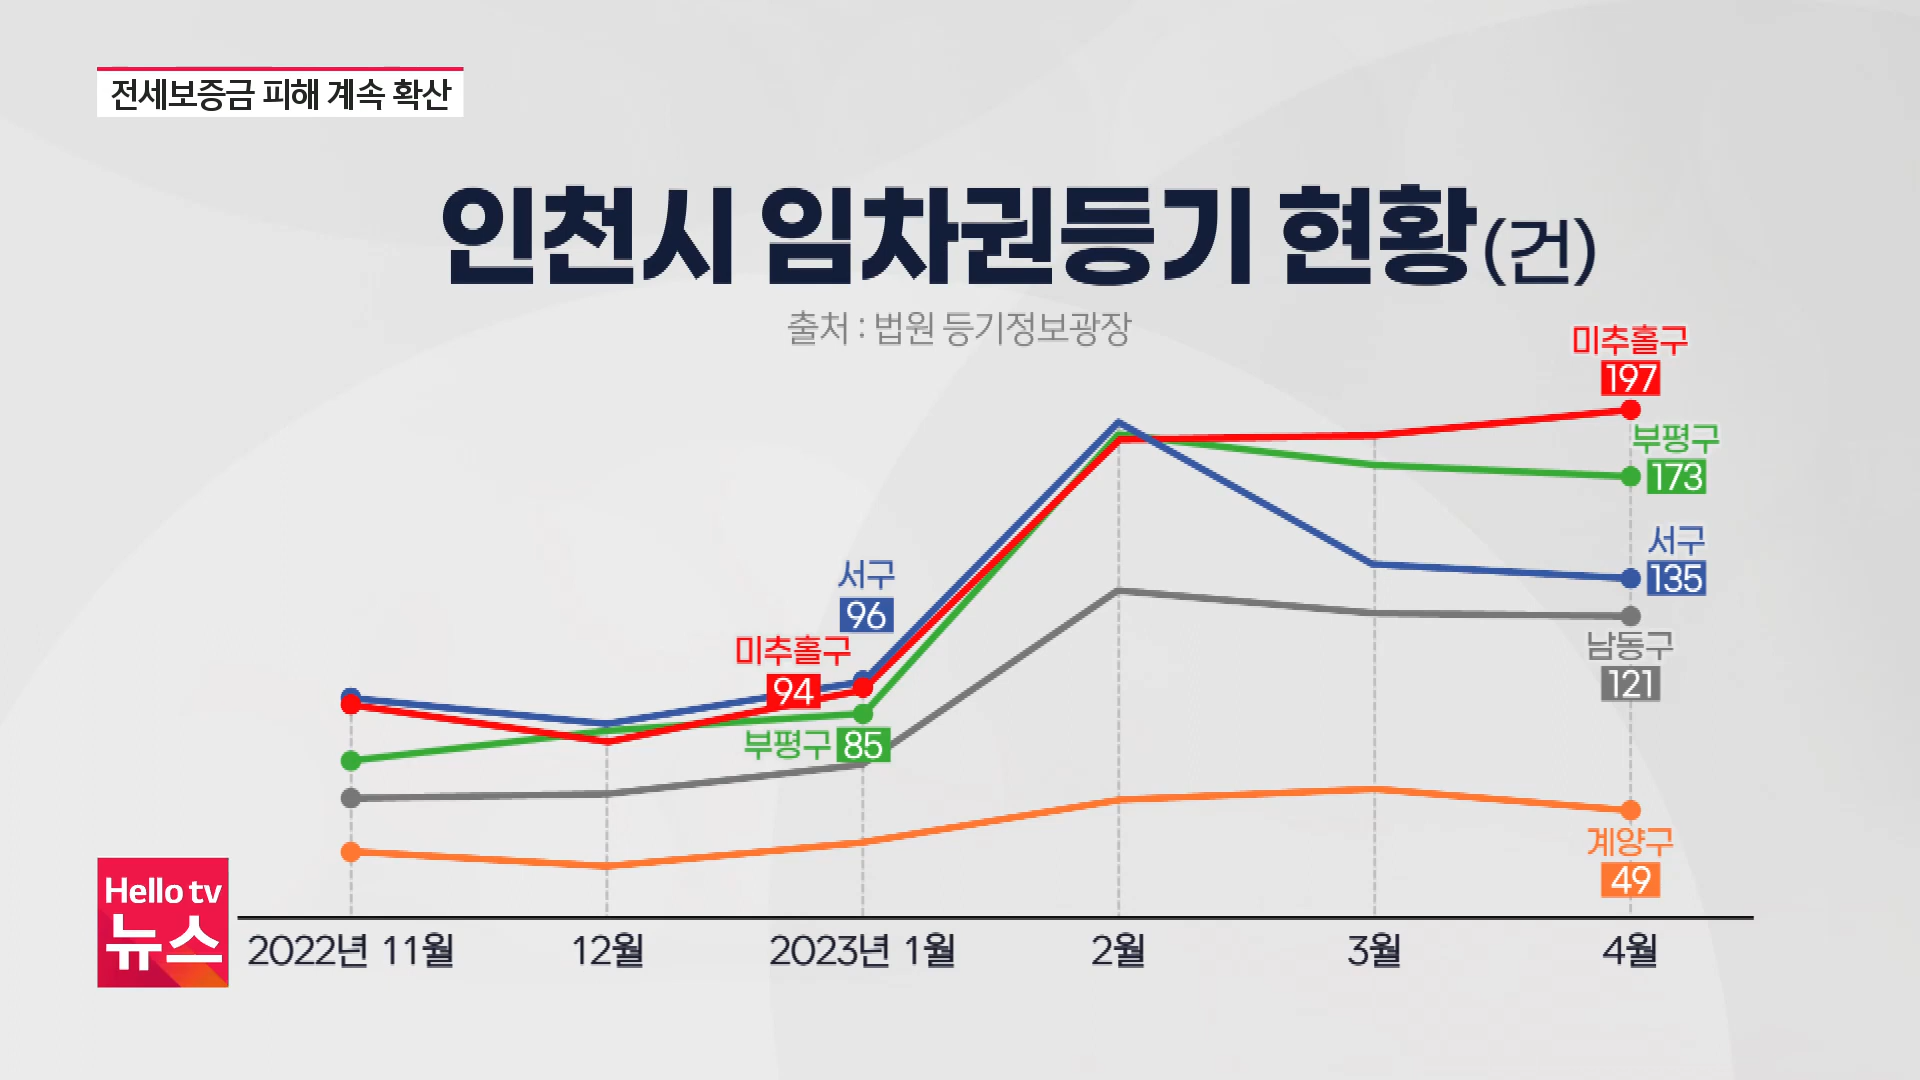 전세보증금 피해 계속 확산
인천시 임차권등기 현황(건)
출처 : 법원 등기정보광장
미추홀구
197
부평구
173
서구
135
서구
96
미추홀구
94
부평구 85
남동구
121
계양구
49
Hello tv
뉴스
2022년 11월 12월 2023년 1월 2월 3월 4월